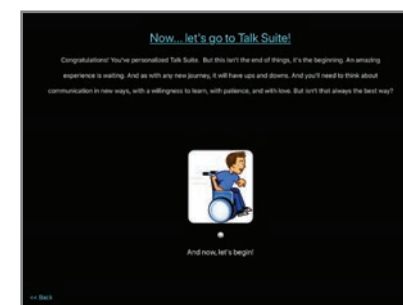 Now... let's go to Talk Suite!
Congratulations! You've personalized Talk Suite. But this isn't the end of things, it's the beginning. An amazing
experience is waiting. And as with any new journey, it will have ups and downs. And you'll need to think about
communication in new ways, with a willingness to learn, with patience, and with love. But isn't that always the best way?
And now, let's begin!
<< Back